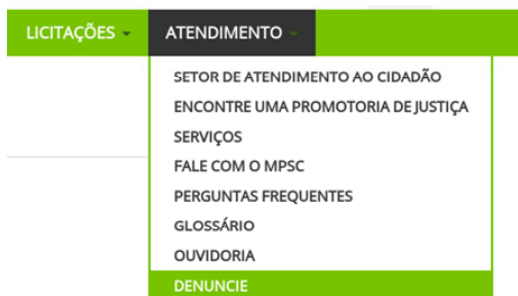 LICITAÇÕES ATENDIMENTO
SETOR DE ATENDIMENTO AO CIDADÃO
ENCONTRE UMA PROMOTORIA DE JUSTIÇA
SERVIÇOS
FALE COM O MPSC
PERGUNTAS FREQUENTES
GLOSSÁRIO
OUVIDORIA
DENUNCIE